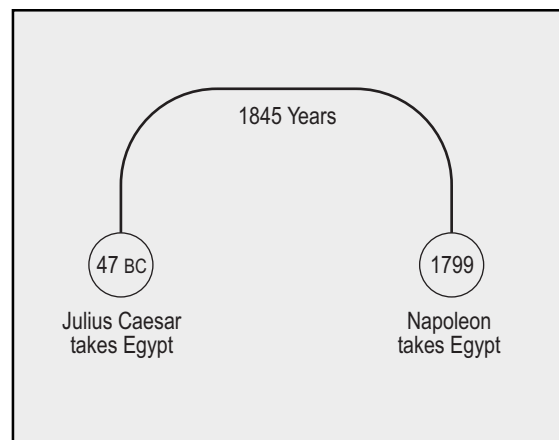 1845 Years
47 BC
1799
Julius Caesar
takes Egypt
Napoleon
takes Egypt